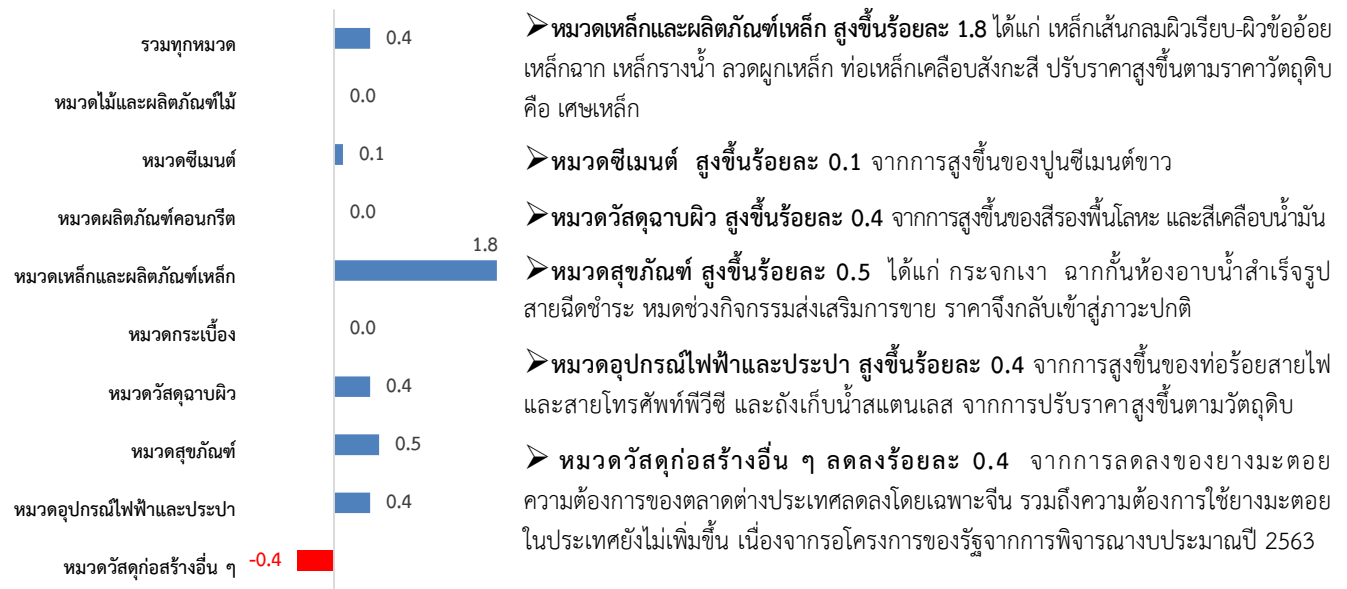 รวมทุกหมวด 0.4
หมวดไม้และผลิตภัณฑ์ไม้ 0.0
หมวดซีเมนต์ 0.1
หมวดผลิตภัณฑ์คอนกรีต 0.0
หมวดเหล็กและผลิตภัณฑ์เหล็ก 1.8
หมวดกระเบื้อง 0.0
หมวดวัสดุฉาบผิว 0.4
หมวดสุขภัณฑ์ 0.5
หมวดอุปกรณ์ไฟฟ้าและประปา 0.4
หมวดวัสดุก่อสร้างอื่น ๆ -0.4
➢หมวดเหล็กและผลิตภัณฑ์เหล็ก สูงขึ้นร้อยละ 1.8 ได้แก่ เหล็กเส้นกลมผิวเรียบ-ผิวข้ออ้อย
เหล็กฉาก เหล็กรางน้ำ ลวดผูกเหล็ก ท่อเหล็กเคลือบสังกะสี ปรับราคาสูงขึ้นตามราคาวัตถุดิบ
คือ เศษเหล็ก
➢หมวดซีเมนต์ สูงขึ้นร้อยละ 0.1 จากการสูงขึ้นของปูนซีเมนต์ขาว
➢หมวดวัสดุฉาบผิว สูงขึ้นร้อยละ 0.4 จากการสูงขึ้นของสีรองพื้นโลหะ และสีเคลือบน้ำมัน
➢หมวดสุขภัณฑ์ สูงขึ้นร้อยละ 0.5 ได้แก่ กระจกเงา ฉากกั้นห้องอาบน้ำสำเร็จรูป
สายฉีดชำระ หมดช่วงกิจกรรมส่งเสริมการขาย ราคาจึงกลับเข้าสู่ภาวะปกติ
➢หมวดอุปกรณ์ไฟฟ้าและประปา สูงขึ้นร้อยละ 0.4 จากการสูงขึ้นของท่อร้อยสายไฟ
และสายโทรศัพท์พีวีซี และถังเก็บน้ำสแตนเลส จากการปรับราคาสูงขึ้นตามวัตถุดิบ
➢ หมวดวัสดุก่อสร้างอื่น ๆ ลดลงร้อยละ 0.4 จากการลดลงของยางมะตอย
ความต้องการของตลาดต่างประเทศลดลงโดยเฉพาะจีน รวมถึงความต้องการใช้ยางมะตอย
ในประเทศยังไม่เพิ่มขึ้น เนื่องจากรอโครงการของรัฐจากการพิจารณางบประมาณปี 2563